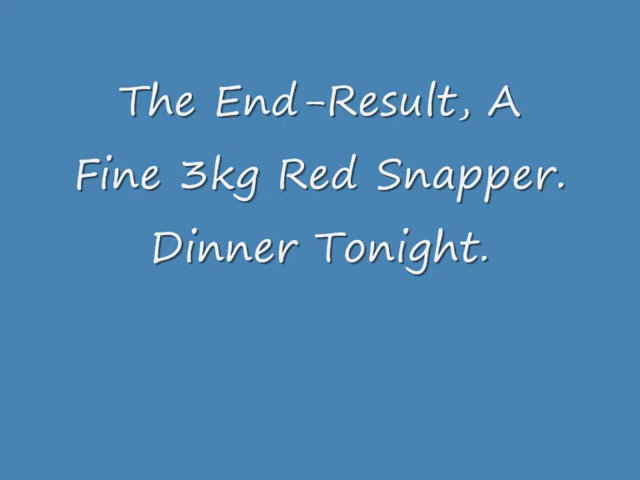 The End-Result, A
Fine 3kg Red Snapper.
Dinner Tonight.